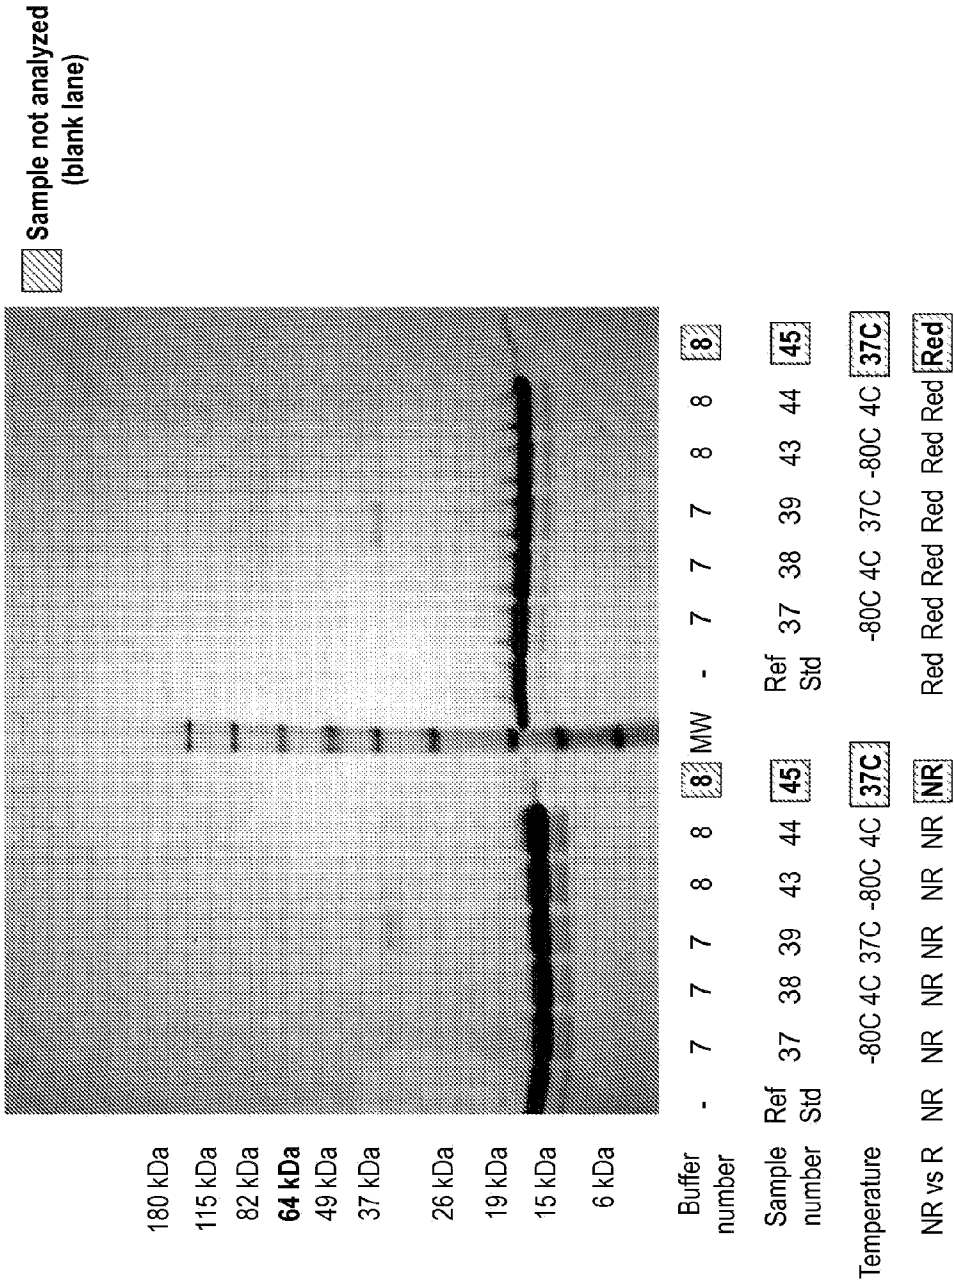 Sample not analyzed
(blank lane)
180 kDa
115 kDa
82 kDa
64 kDa
49 kDa
37 kDa
26 kDa
19 kDa
15 kDa
6 kDa
Buffer number - 7 7 7 8 8 8 MW - 7 7 7 8 8 8
Sample number Ref Std 37 38 39 43 44 45 Ref Std 37 38 39 43 44 45
Temperature -80C 4C 37C -80C 4C 37C -80C 4C 37C -80C 4C 37C
NR vs R NR NR NR NR NR NR NR Red Red Red Red Red Red Red